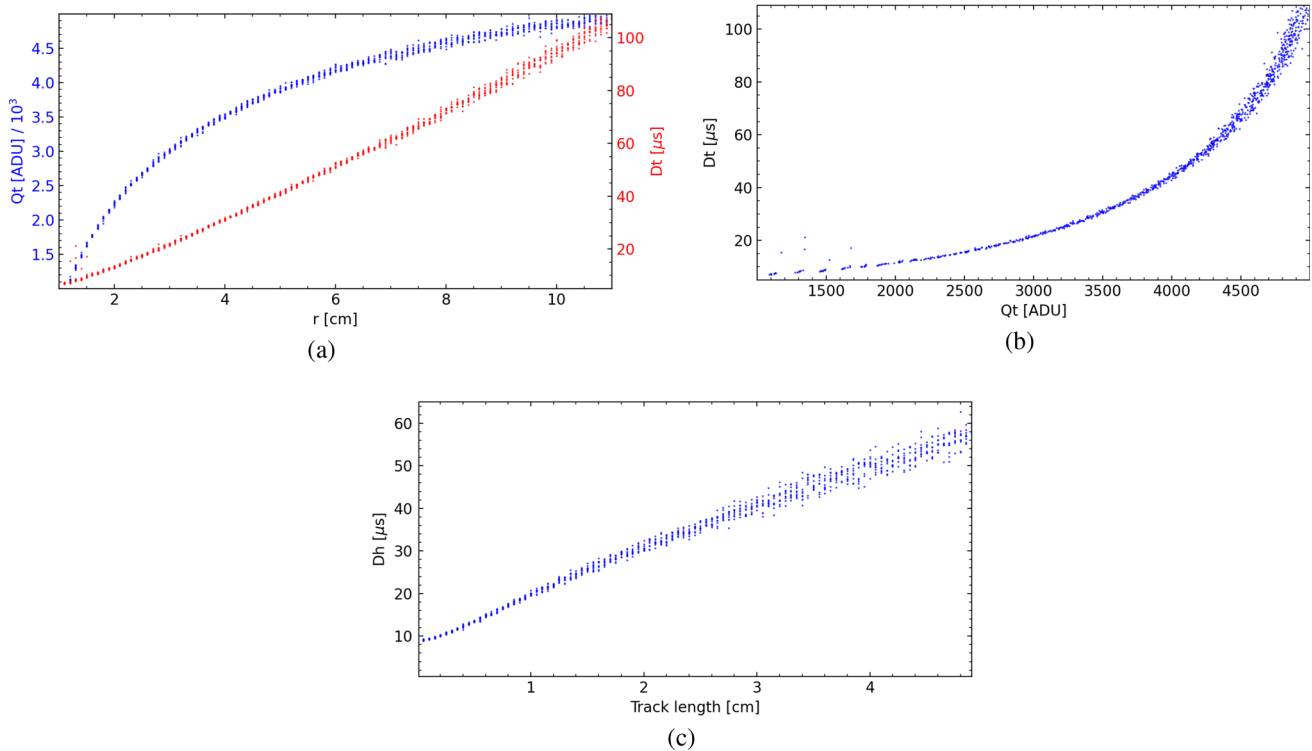 4.5
4.0
3.5
3.0
2.5
2.0
1.5
Qt [ADU] / 10³
100
80
60
40
20
Dt [μs]
2 4 6 8 10
r [cm]
(a)
100
80
60
40
20
Dt [μs]
1500 2000 2500 3000 3500 4000 4500
Qt [ADU]
(b)
60
50
40
30
20
10
Dh [μs]
1 2 3 4
Track length [cm]
(c)